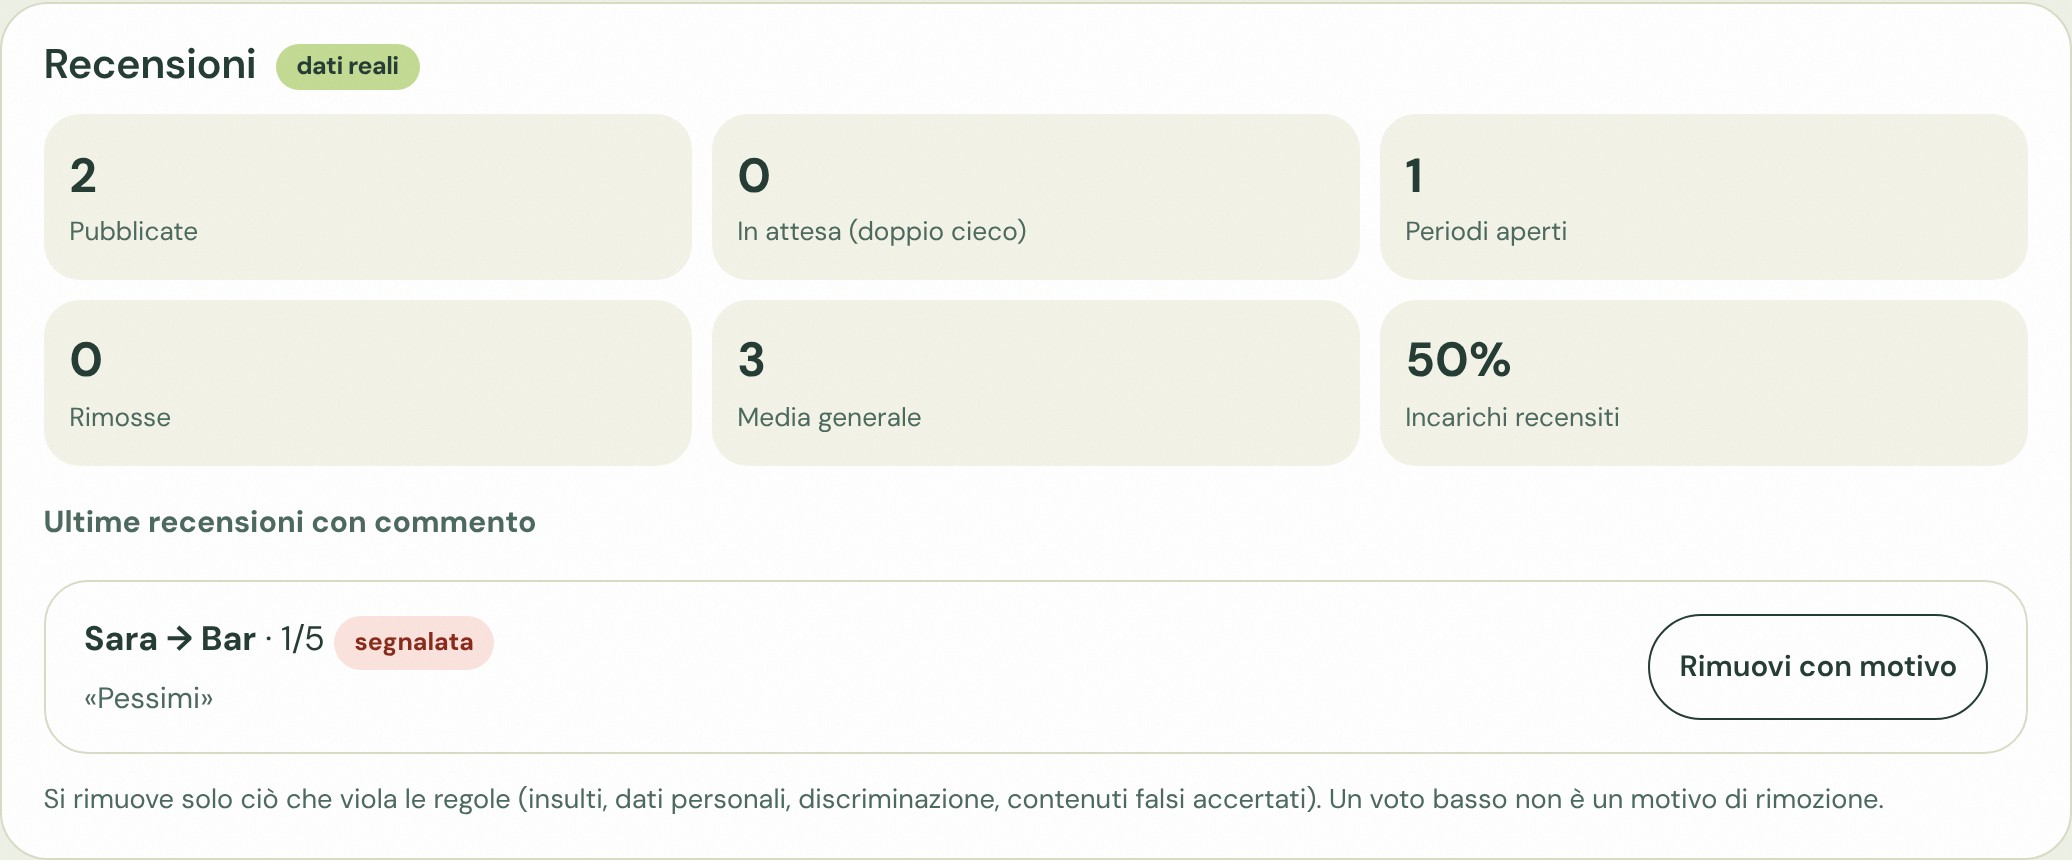 Recensioni dati reali
2 0 1
Pubblicate In attesa (doppio cieco) Periodi aperti
0 3 50%
Rimosse Media generale Incarichi recensiti
Ultime recensioni con commento
Sara → Bar · 1/5 segnalata
«Pessimi»
Rimuovi con motivo
Si rimuove solo ciò che viola le regole (insulti, dati personali, discriminazione, contenuti falsi accertati). Un voto basso non è un motivo di rimozione.